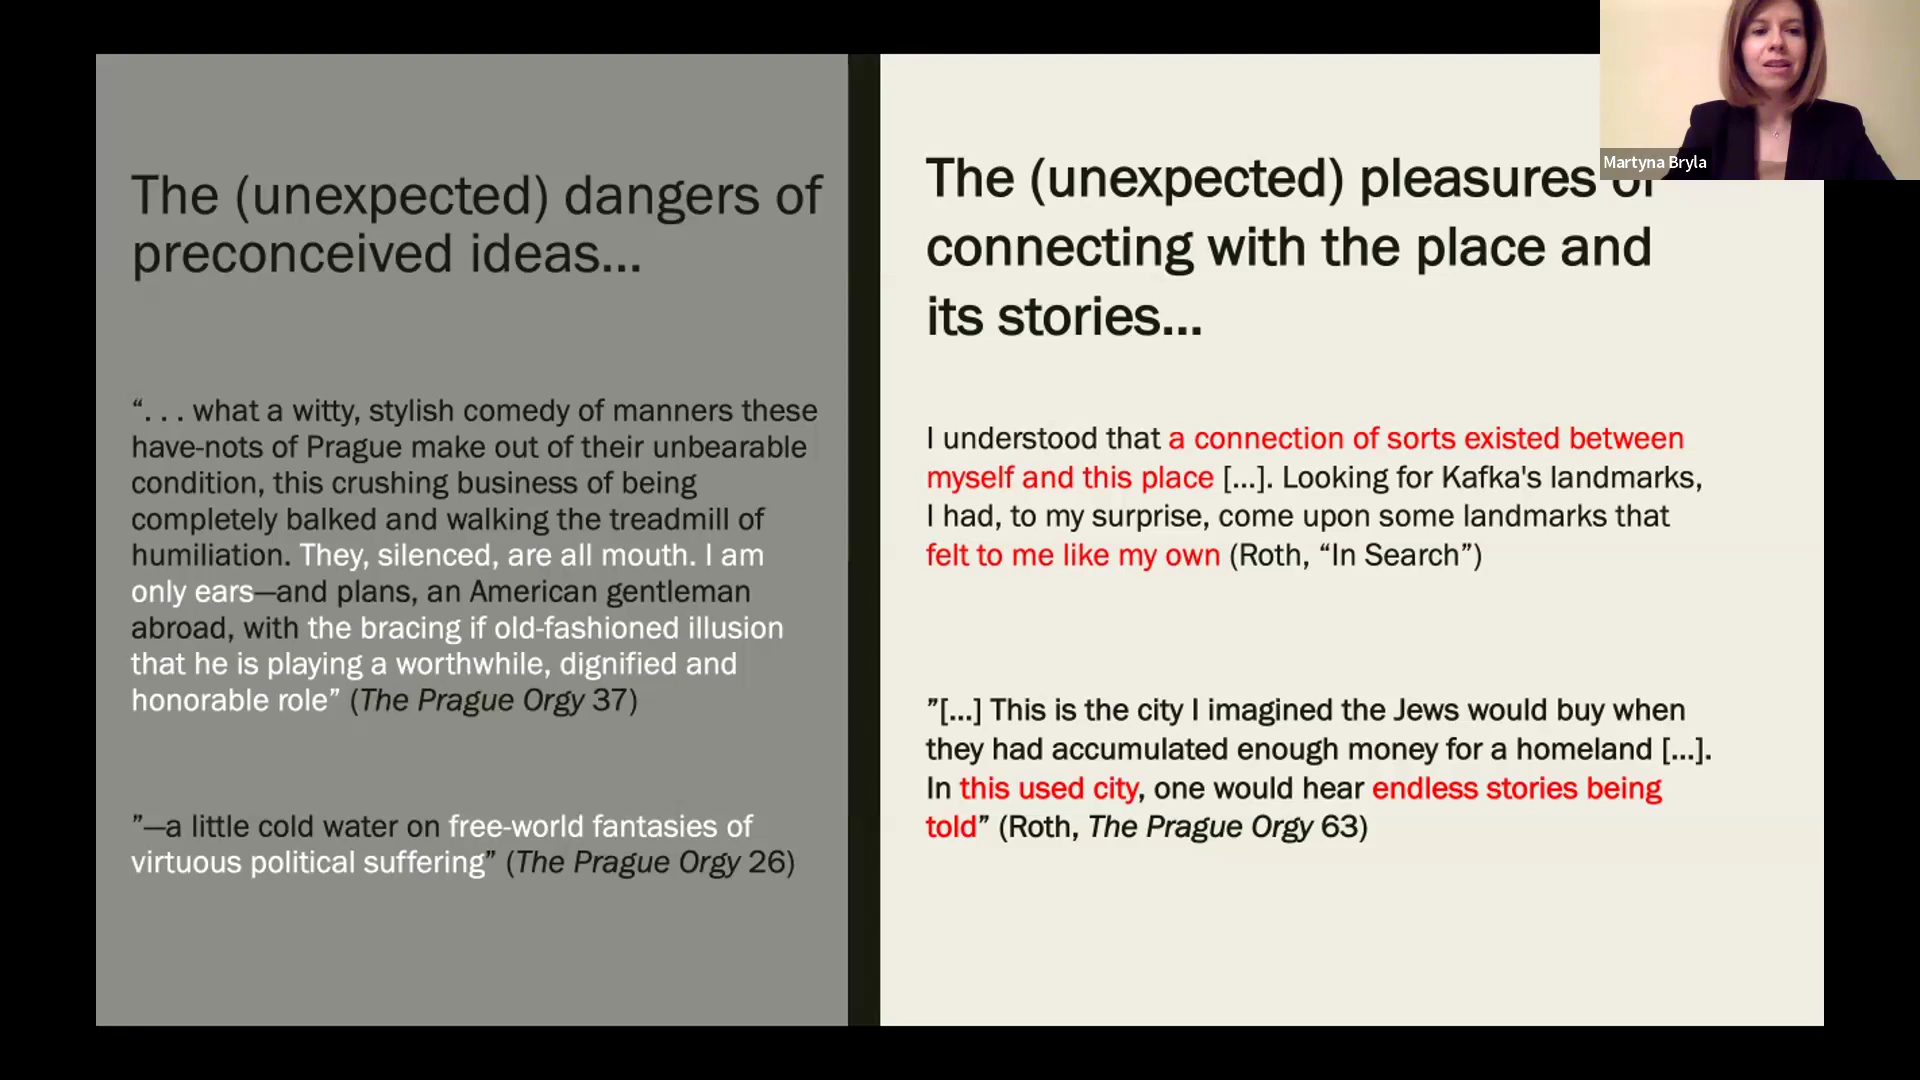 The (unexpected) dangers of
preconceived ideas...
“. . . what a witty, stylish comedy of manners these
have-nots of Prague make out of their unbearable
condition, this crushing business of being
completely balked and walking the treadmill of
humiliation. They, silenced, are all mouth. I am
only ears—and plans, an American gentleman
abroad, with the bracing if old-fashioned illusion
that he is playing a worthwhile, dignified and
honorable role” (The Prague Orgy 37)
”—a little cold water on free-world fantasies of
virtuous political suffering” (The Prague Orgy 26)
The (unexpected) pleasures of
connecting with the place and
its stories...
I understood that a connection of sorts existed between
myself and this place [...]. Looking for Kafka's landmarks,
I had, to my surprise, come upon some landmarks that
felt to me like my own (Roth, “In Search”)
”[...] This is the city I imagined the Jews would buy when
they had accumulated enough money for a homeland [...].
In this used city, one would hear endless stories being
told” (Roth, The Prague Orgy 63)
Martyna Bryla